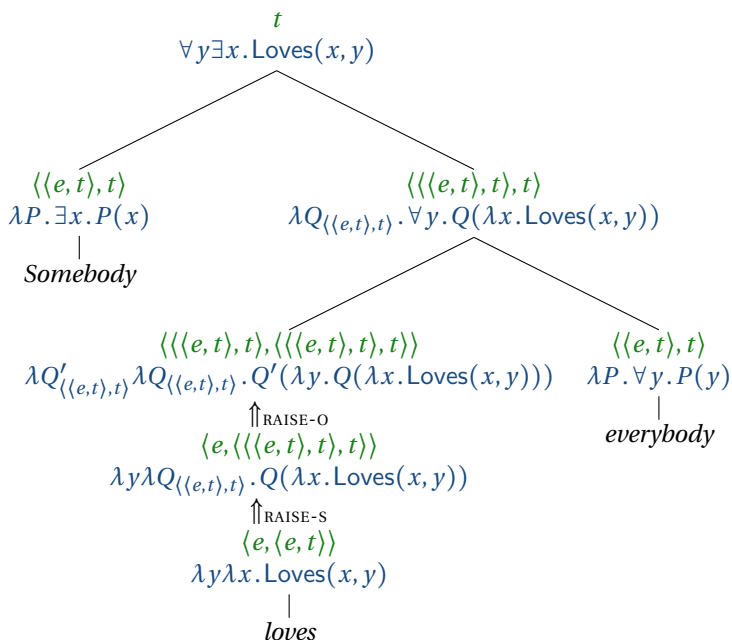 t
∀y∃x.Loves(x,y)
⟨⟨e,t⟩,t⟩ ⟨⟨⟨e,t⟩,t⟩,t⟩
λP.∃x.P(x) λQ⟨⟨e,t⟩,t⟩.∀y.Q(λx.Loves(x,y))
Somebody
⟨⟨⟨e,t⟩,t⟩,⟨⟨⟨e,t⟩,t⟩,t⟩⟩ ⟨⟨e,t⟩,t⟩
λQ′⟨⟨e,t⟩,t⟩λQ⟨⟨e,t⟩,t⟩.Q′(λy.Q(λx.Loves(x,y))) λP.∀y.P(y)
⇑RAISE-O everybody
⟨e,⟨⟨⟨e,t⟩,t⟩,t⟩⟩
λyλQ⟨⟨e,t⟩,t⟩.Q(λx.Loves(x,y))
⇑RAISE-S
⟨e,⟨e,t⟩⟩
λyλx.Loves(x,y)
loves